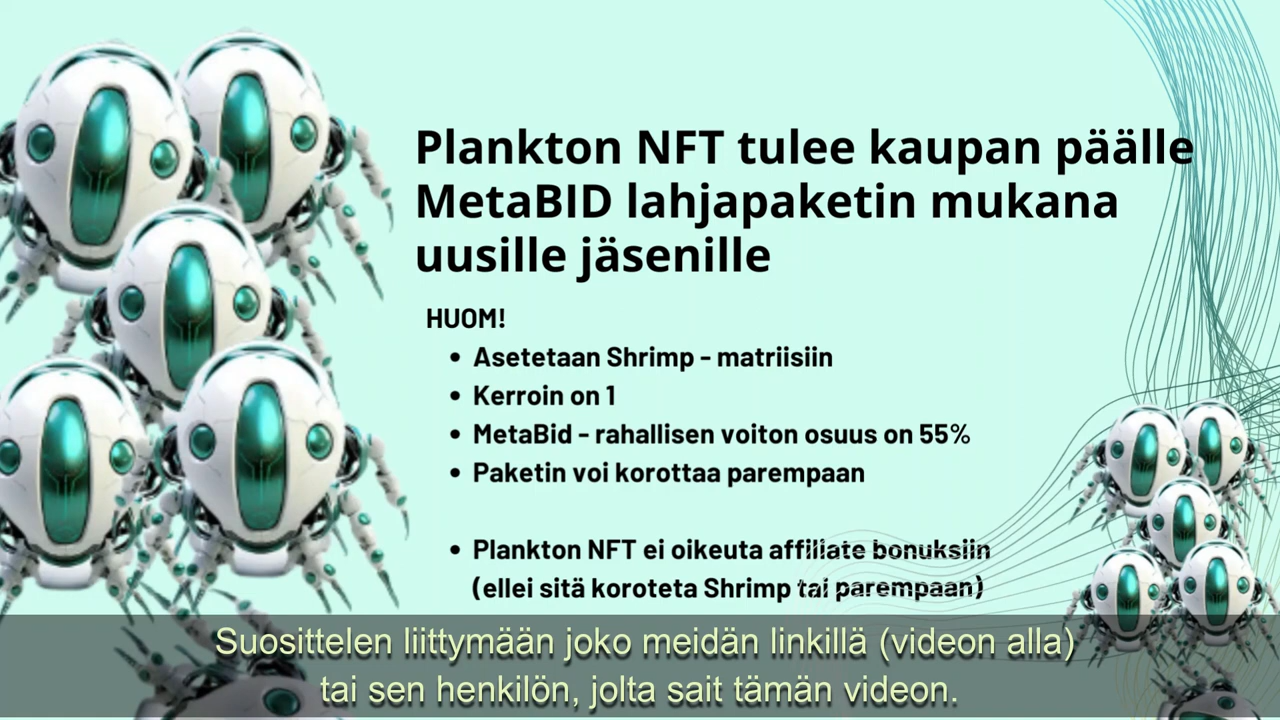 Plankton NFT tulee kaupan päälle
MetaBID lahjapaketin mukana
uusille jäsenille
HUOM!
• Asetetaan Shrimp - matriisiin
• Kerroin on 1
• MetaBid - rahallisen voiton osuus on 55%
• Paketin voi korottaa parempaan
• Plankton NFT ei oikeuta affiliate bonuksiin
(ellei sitä koroteta Shrimp tai parempaan)
Suosittelen liittymään joko meidän linkillä (videon alla)
tai sen henkilön, jolta sait tämän videon.